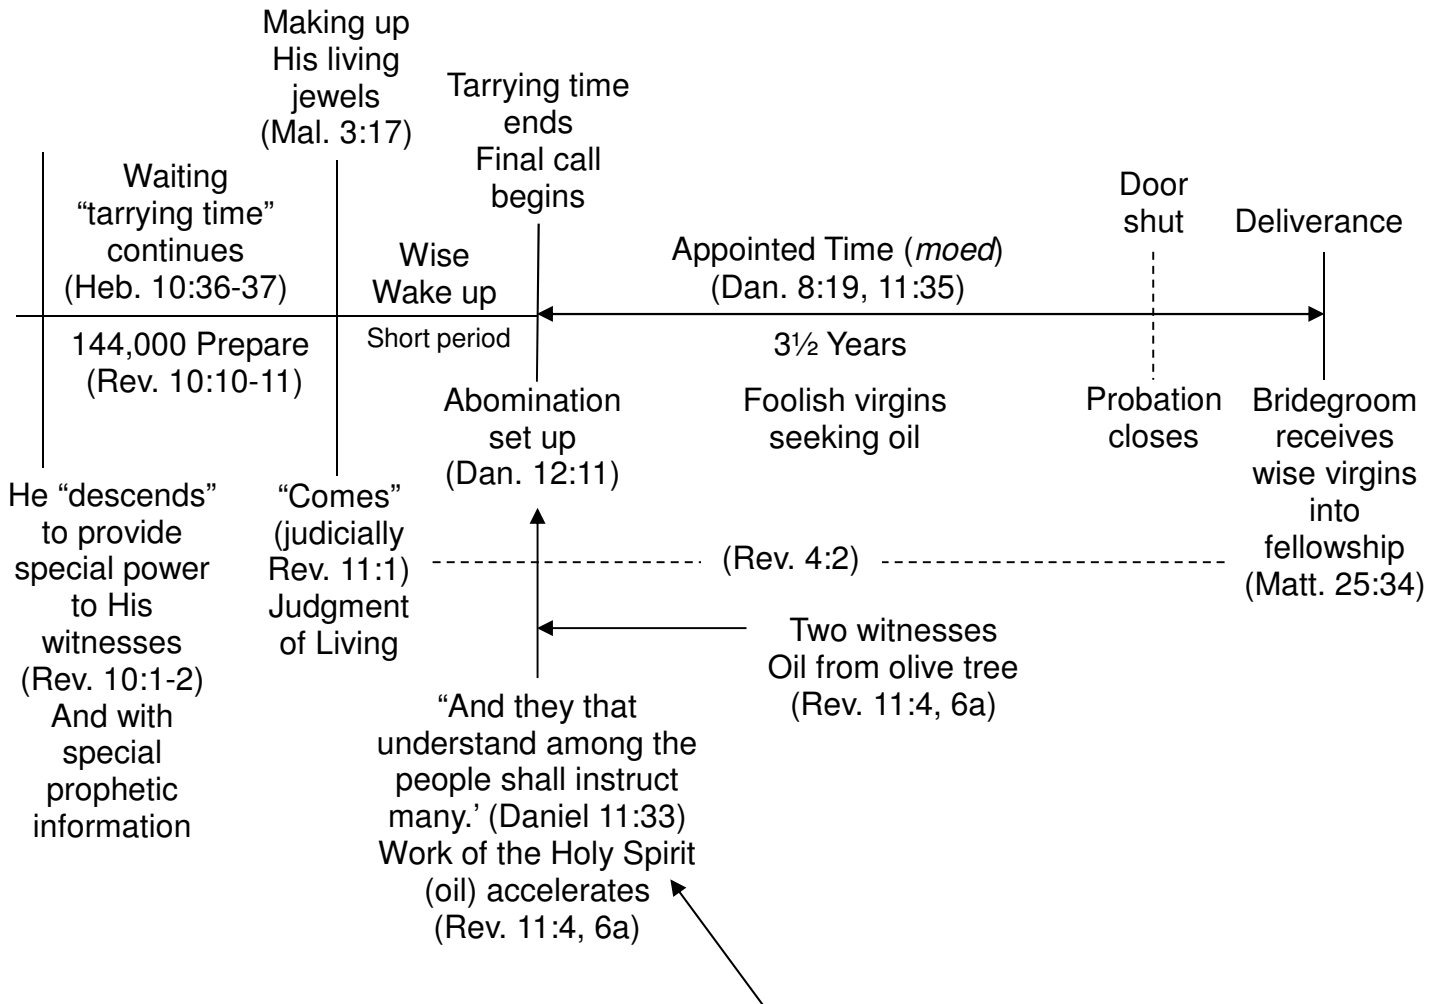 Making up
His living
jewels
(Mal. 3:17)
Tarrying time
ends
Final call
begins
Waiting
“tarrying time”
continues
(Heb. 10:36-37)
Wise
Wake up
Appointed Time (moed)
(Dan. 8:19, 11:35)
Door
shut
Deliverance
144,000 Prepare
(Rev. 10:10-11)
Short period
3½ Years
Abomination
set up
(Dan. 12:11)
Foolish virgins
seeking oil
Probation
closes
Bridegroom
receives
wise virgins
into
fellowship
(Matt. 25:34)
He “descends”
to provide
special power
to His
witnesses
(Rev. 10:1-2)
And with
special
prophetic
information
“Comes”
(judicially
Rev. 11:1)
Judgment
of Living
(Rev. 4:2)
Two witnesses
Oil from olive tree
(Rev. 11:4, 6a)
“And they that
understand among the
people shall instruct
many.’ (Daniel 11:33)
Work of the Holy Spirit
(oil) accelerates
(Rev. 11:4, 6a)